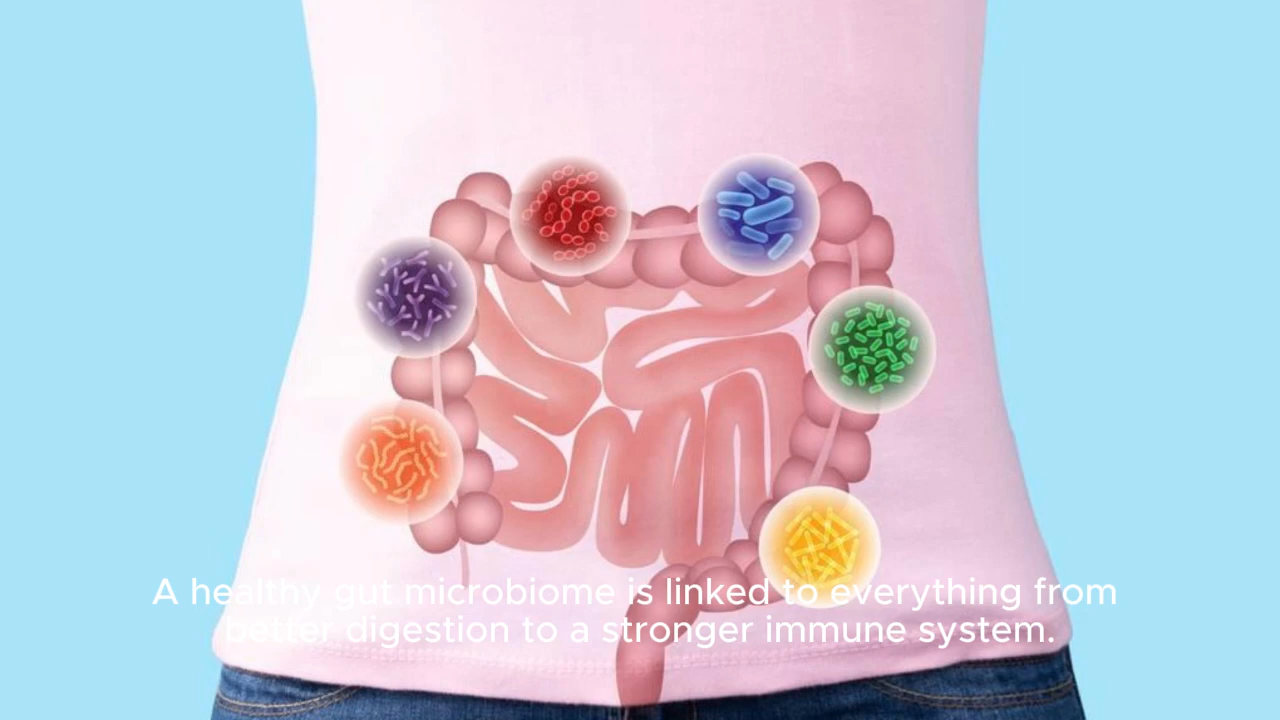 A healthy gut microbiome is linked to everything from
better digestion to a stronger immune system.